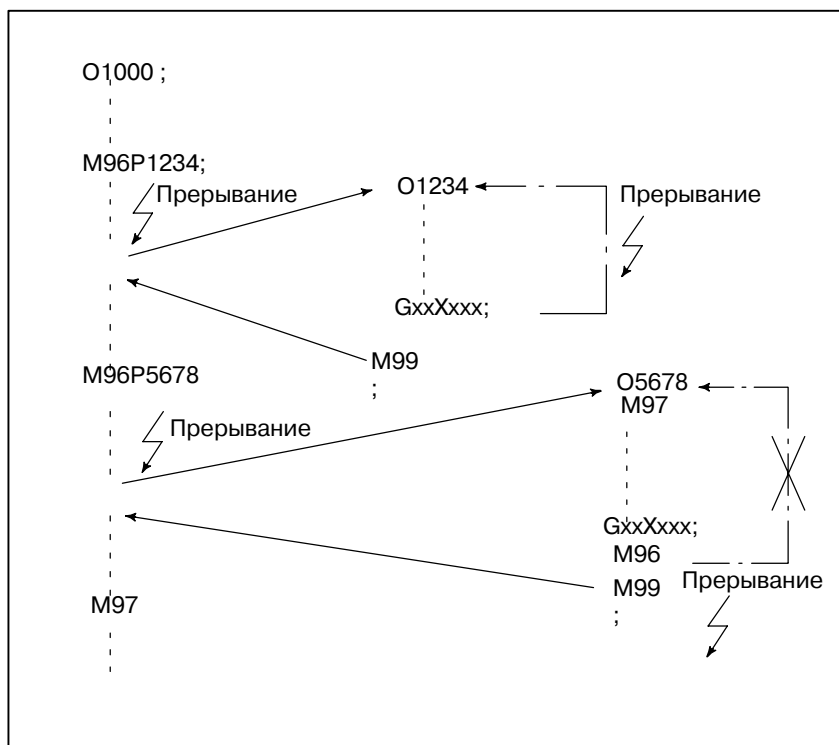 O1000 ;
M96P1234;
Прерывание
O1234
Прерывание
GxxXxxx;
M99
;
M96P5678
O5678
M97
Прерывание
GxxXxxx;
M96
M99
;
Прерывание
M97